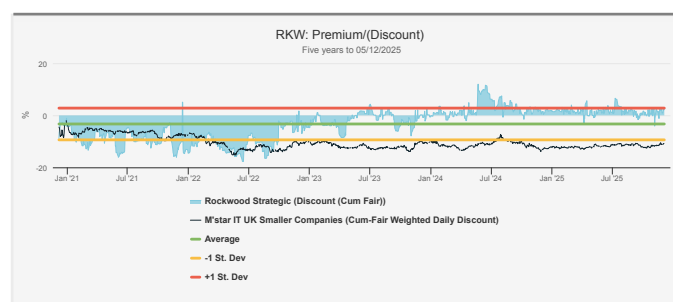 RKW: Premium/(Discount)
Five years to 05/12/2025
20
%
0
-20
Jan '21 Jul '21 Jan '22 Jul '22 Jan '23 Jul '23 Jan '24 Jul '24 Jan '25 Jul '25
Rockwood Strategic (Discount (Cum Fair))
M'star IT UK Smaller Companies (Cum-Fair Weighted Daily Discount)
Average
-1 St. Dev
+1 St. Dev